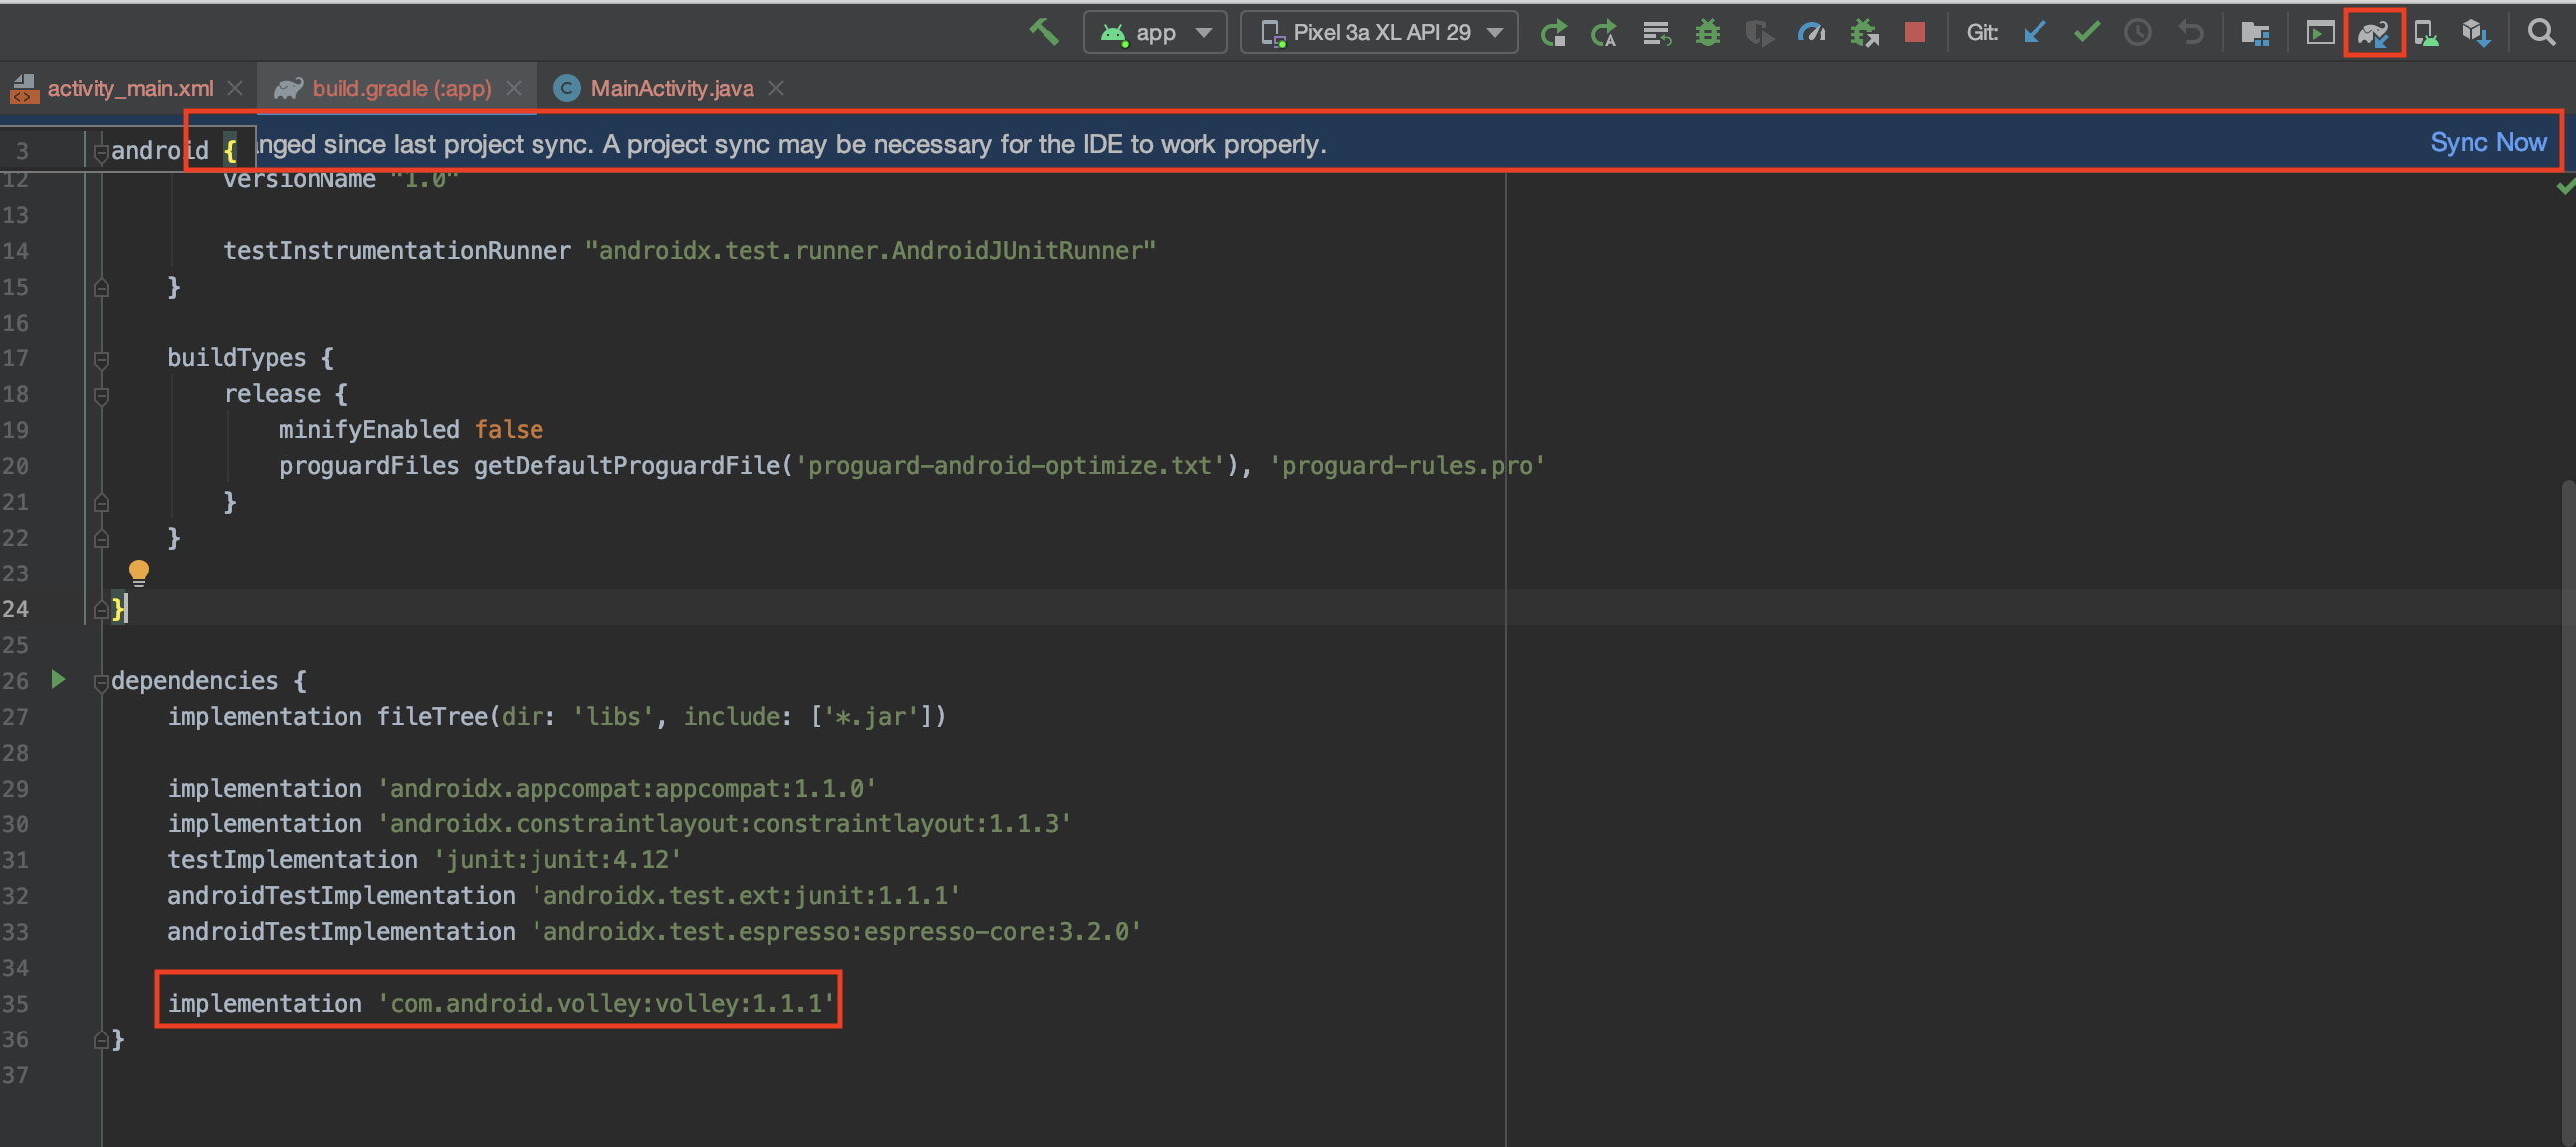 app Pixel 3a XL API 29 Git:
activity_main.xml build.gradle (:app) C MainActivity.java
3 android { nged since last project sync. A project sync may be necessary for the IDE to work properly. Sync Now
12 versionName "1.0"
13
14 testInstrumentationRunner "androidx.test.runner.AndroidJUnitRunner"
15 }
16
17 buildTypes {
18 release {
19 minifyEnabled false
20 proguardFiles getDefaultProguardFile('proguard-android-optimize.txt'), 'proguard-rules.pro'
21 }
22 }
23
24 }
25
26 dependencies {
27 implementation fileTree(dir: 'libs', include: ['*.jar'])
28
29 implementation 'androidx.appcompat:appcompat:1.1.0'
30 implementation 'androidx.constraintlayout:constraintlayout:1.1.3'
31 testImplementation 'junit:junit:4.12'
32 androidTestImplementation 'androidx.test.ext:junit:1.1.1'
33 androidTestImplementation 'androidx.test.espresso:espresso-core:3.2.0'
34
35 implementation 'com.android.volley:volley:1.1.1'
36 }
37